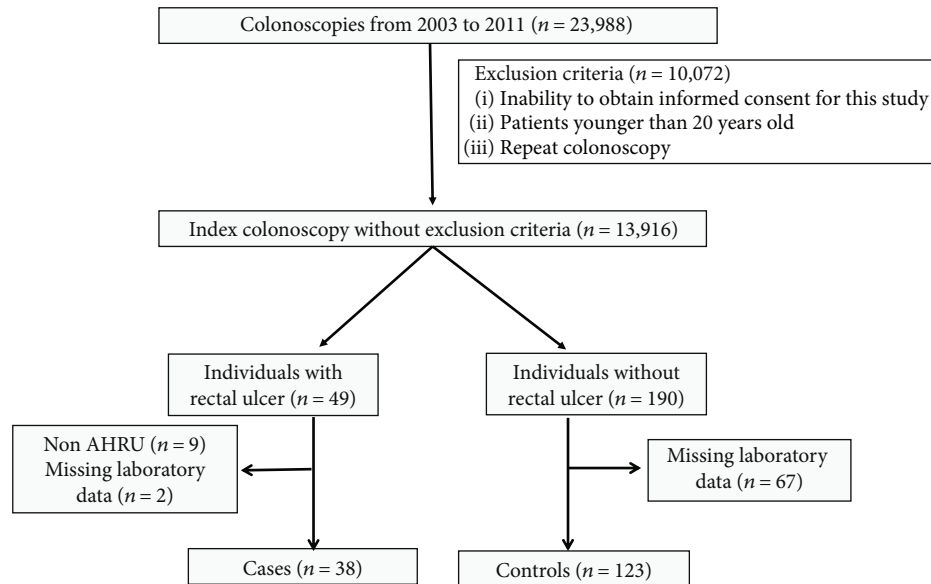 Colonoscopies from 2003 to 2011 (n = 23,988)
Exclusion criteria (n = 10,072)
(i) Inability to obtain informed consent for this study
(ii) Patients younger than 20 years old
(iii) Repeat colonoscopy
Index colonoscopy without exclusion criteria (n = 13,916)
Individuals with
rectal ulcer (n = 49)
Individuals without
rectal ulcer (n = 190)
Non AHRU (n = 9)
Missing laboratory
data (n = 2)
Missing laboratory
data (n = 67)
Cases (n = 38)
Controls (n = 123)